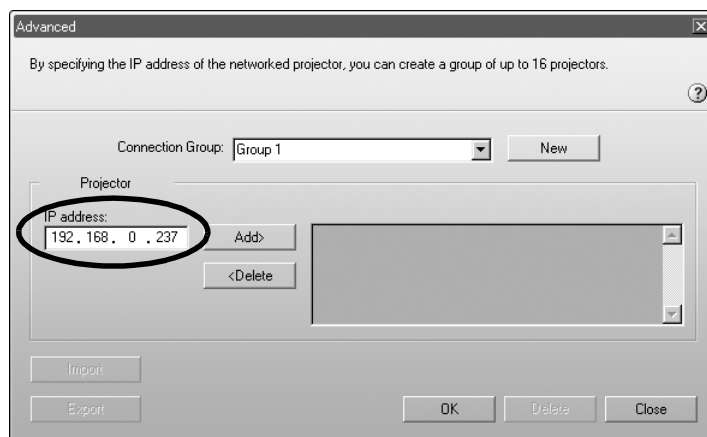 Advanced
By specifying the IP address of the networked projector, you can create a group of up to 16 projectors.
?
Connection Group: Group 1 New
Projector
IP address:
192 . 168 . 0 . 237 Add>
<Delete
Import
Export OK Delete Close